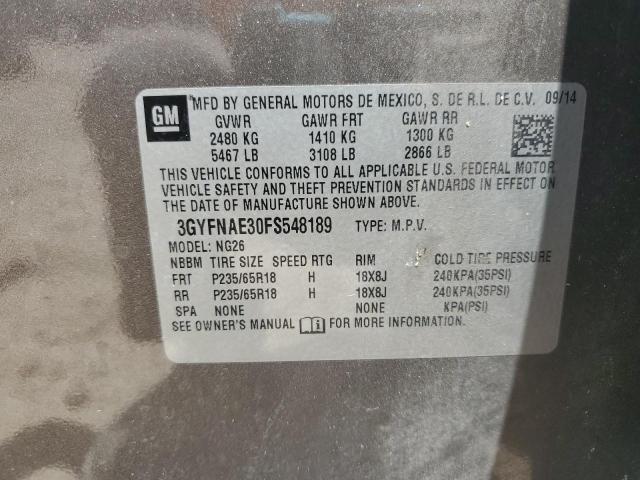 GM MFD BY GENERAL MOTORS DE MEXICO, S. DE R.L. DE C.V. 09/14
GVWR GAWR FRT GAWR RR
2480 KG 1410 KG 1300 KG
5467 LB 3108 LB 2866 LB
THIS VEHICLE CONFORMS TO ALL APPLICABLE U.S. FEDERAL MOTOR
VEHICLE SAFETY AND THEFT PREVENTION STANDARDS IN EFFECT ON
THE DATE OF MANUFACTURE SHOWN ABOVE.
3GYFNAE30FS548189 TYPE: M.P.V.
MODEL: NG26
NBBM TIRE SIZE SPEED RTG RIM COLD TIRE PRESSURE
FRT P235/65R18 H 18X8J 240KPA(35PSI)
RR P235/65R18 H 18X8J 240KPA(35PSI)
SPA NONE NONE KPA(PSI)
SEE OWNER'S MANUAL FOR MORE INFORMATION.